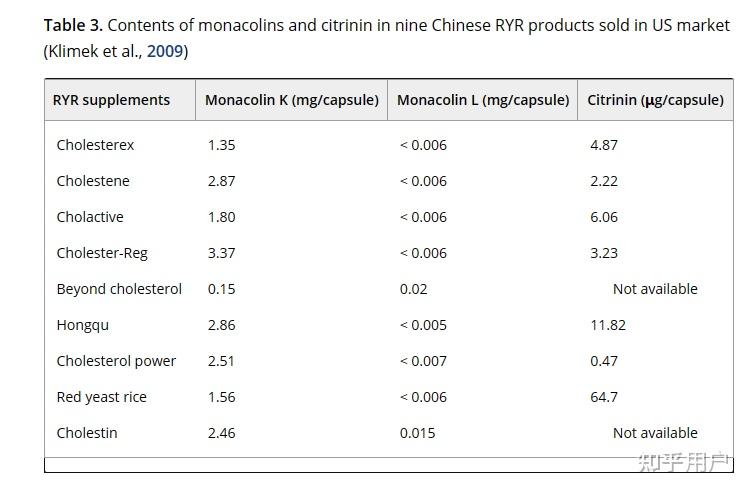 Table 3. Contents of monacolins and citrinin in nine Chinese RYR products sold in US market
(Klimek et al., 2009)
RYR supplements Monacolin K (mg/capsule) Monacolin L (mg/capsule) Citrinin (μg/capsule)
Cholesterex 1.35 < 0.006 4.87
Cholestene 2.87 < 0.006 2.22
Cholactive 1.80 < 0.006 6.06
Cholester-Reg 3.37 < 0.006 3.23
Beyond cholesterol 0.15 0.02 Not available
Hongqu 2.86 < 0.005 11.82
Cholesterol power 2.51 < 0.007 0.47
Red yeast rice 1.56 < 0.006 64.7
Cholestin 2.46 0.015 Not available
知乎用户